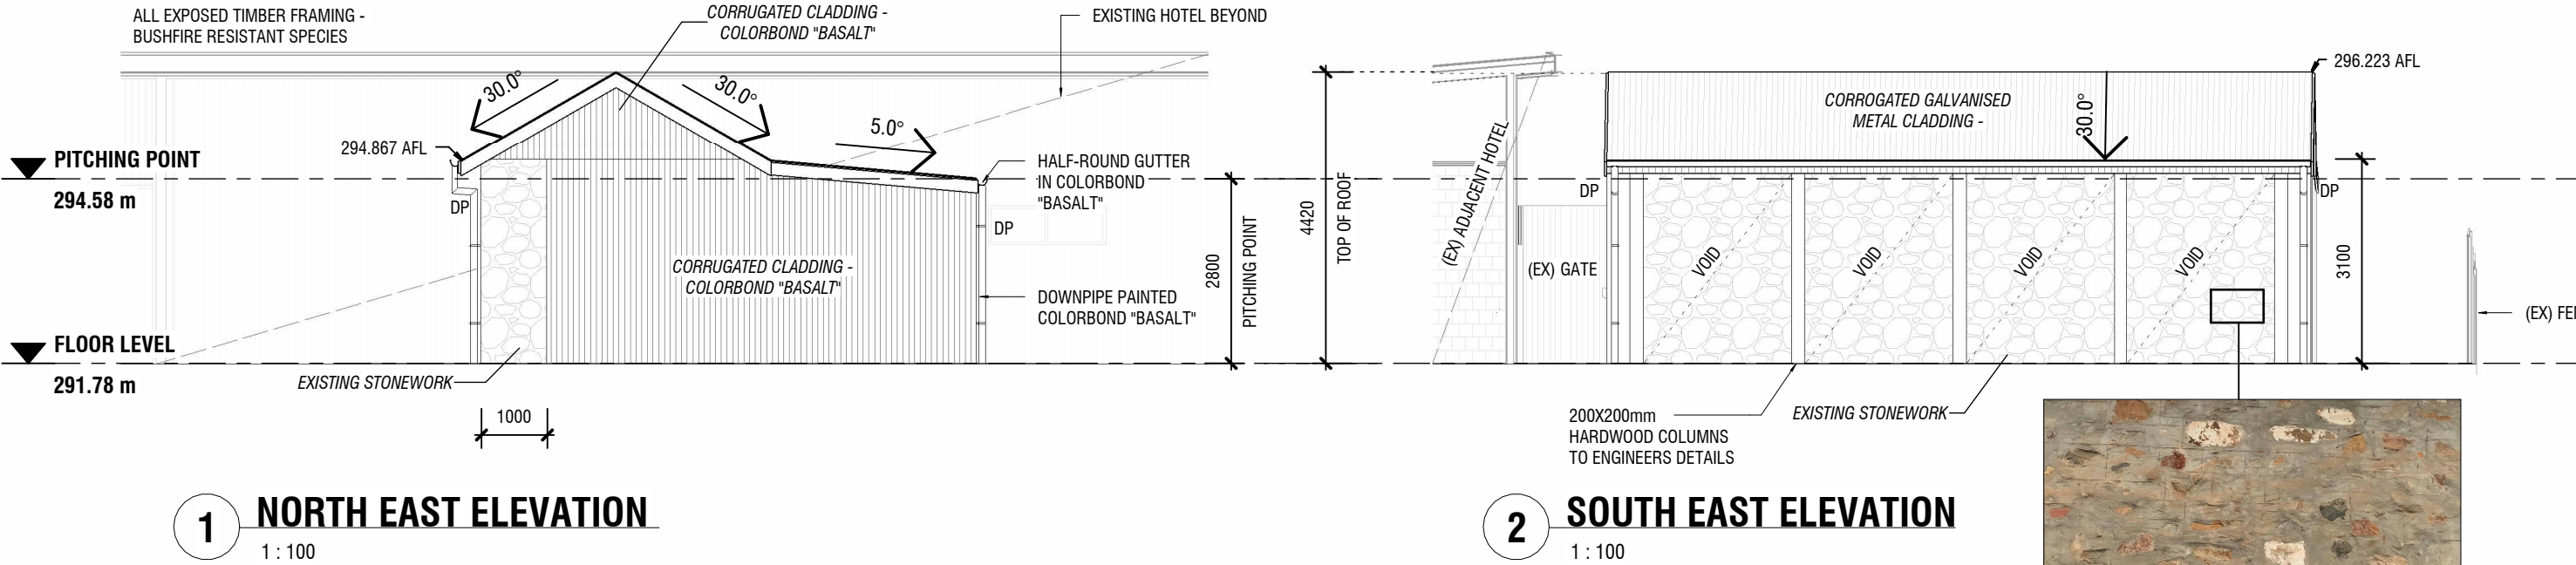 ALL EXPOSED TIMBER FRAMING -
BUSHFIRE RESISTANT SPECIES
CORRUGATED CLADDING -
COLORBOND "BASALT"
EXISTING HOTEL BEYOND
30.0°
30.0°
5.0°
294.867 AFL
PITCHING POINT
294.58 m
DP
HALF-ROUND GUTTER
IN COLORBOND
"BASALT"
DP
CORRUGATED CLADDING -
COLORBOND "BASALT"
DOWNPIPE PAINTED
COLORBOND "BASALT"
2800
PITCHING POINT
FLOOR LEVEL
291.78 m
EXISTING STONEWORK
1000
1
NORTH EAST ELEVATION
1 : 100
4420
TOP OF ROOF
(EX) ADJACENT HOTEL
296.223 AFL
CORROGATED GALVANISED
METAL CLADDING -
30.0°
DP
DP
(EX) GATE
VOID
VOID
VOID
VOID
3100
(EX) FE
200X200mm
HARDWOOD COLUMNS
TO ENGINEERS DETAILS
EXISTING STONEWORK
2
SOUTH EAST ELEVATION
1 : 100